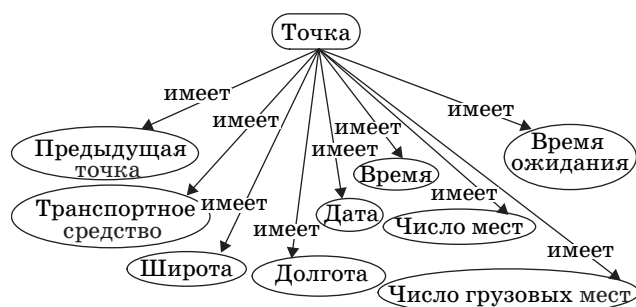 Точка
имеет
имеет
имеет
имеет
имеет
имеет
имеет
имеет
имеет
Предыдущая
точка
Транспортное
средство
Широта
Долгота
Дата
Время
Число мест
Время
ожидания
Число грузовых мест